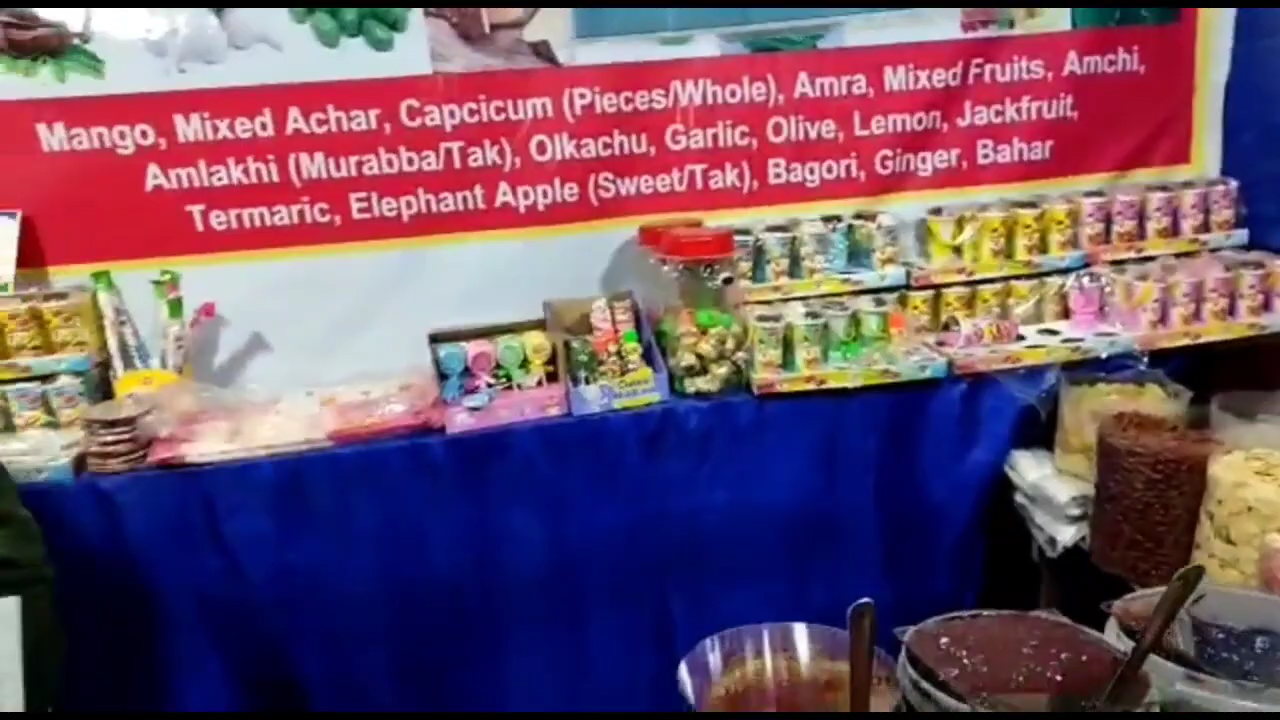 Mango, Mixed Achar, Capcicum (Pieces/Whole), Amra, Mixed Fruits, Amchi,
Amlakhi (Murabba/Tak), Olkachu, Garlic, Olive, Lemon, Jackfruit,
Termaric, Elephant Apple (Sweet/Tak), Bagori, Ginger, Bahar